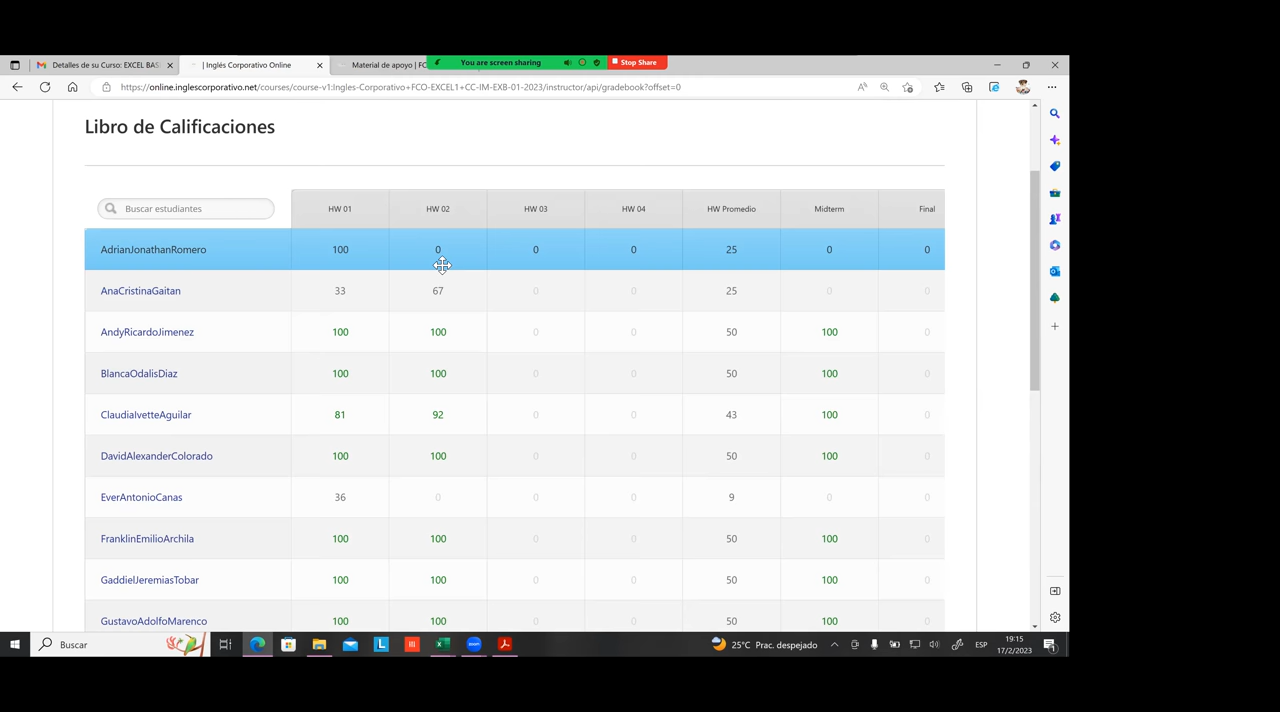 Detalles de su Curso: EXCEL BAS
| Inglés Corporativo Online
Material de apoyo | FC
You are screen sharing
Stop Share
https://online.inglescorporativo.net/courses/course-v1:Ingles-Corporativo+FCO-EXCEL1+CC-IM-EXB-01-2023/instructor/api/gradebook?offset=0
Libro de Calificaciones
Buscar estudiantes HW 01 HW 02 HW 03 HW 04 HW Promedio Midterm Final
AdrianJonathanRomero 100 0 0 0 25 0 0
AnaCristinaGaitan 33 67 0 0 25 0 0
AndyRicardoJimenez 100 100 0 0 50 100 0
BlancaOdalisDiaz 100 100 0 0 50 100 0
ClaudiaIvetteAguilar 81 92 0 0 43 100 0
DavidAlexanderColorado 100 100 0 0 50 100 0
EverAntonioCanas 36 0 0 0 9 0 0
FranklinEmilioArchila 100 100 0 0 50 100 0
GaddielJeremiasTobar 100 100 0 0 50 100 0
GustavoAdolfoMarenco 100 100 0 0 50 100 0
Buscar
25°C Prac. despejado
ESP
19:15
17/2/2023